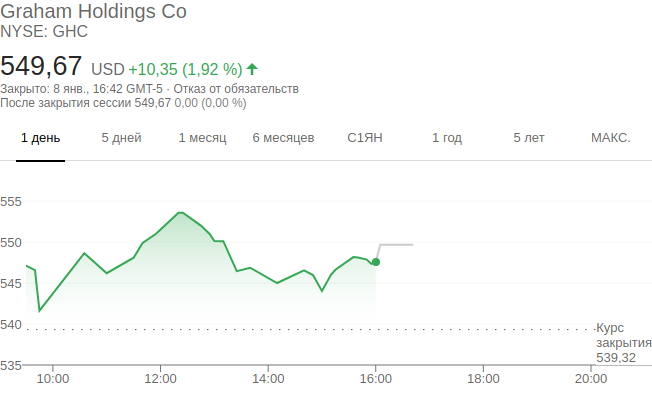 Graham Holdings Co
NYSE: GHC
549,67 USD +10,35 (1,92 %)
Закрыто: 8 янв., 16:42 GMT-5 · Отказ от обязательств
После закрытия сессии 549,67 0,00 (0,00 %)
1 день 5 дней 1 месяц 6 месяцев С1ЯН 1 год 5 лет МАКС.
555
550
545
540
Курс
закрытия
539,32
535
10:00 12:00 14:00 16:00 18:00 20:00